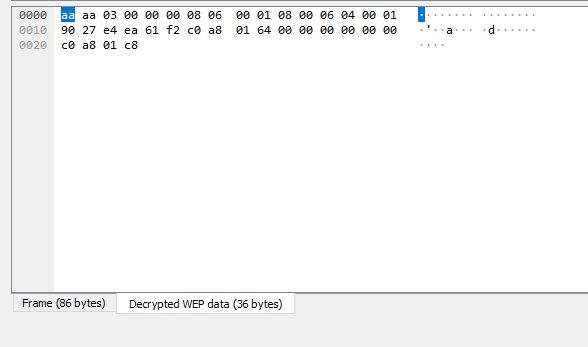 0000 aa aa 03 00 00 00 08 06 00 01 08 00 06 04 00 01 ········ ········
0010 90 27 e4 ea 61 f2 c0 a8 01 64 00 00 00 00 00 00 ·'··a··· ·d······
0020 c0 a8 01 c8 ····
Frame (86 bytes) Decrypted WEP data (36 bytes)